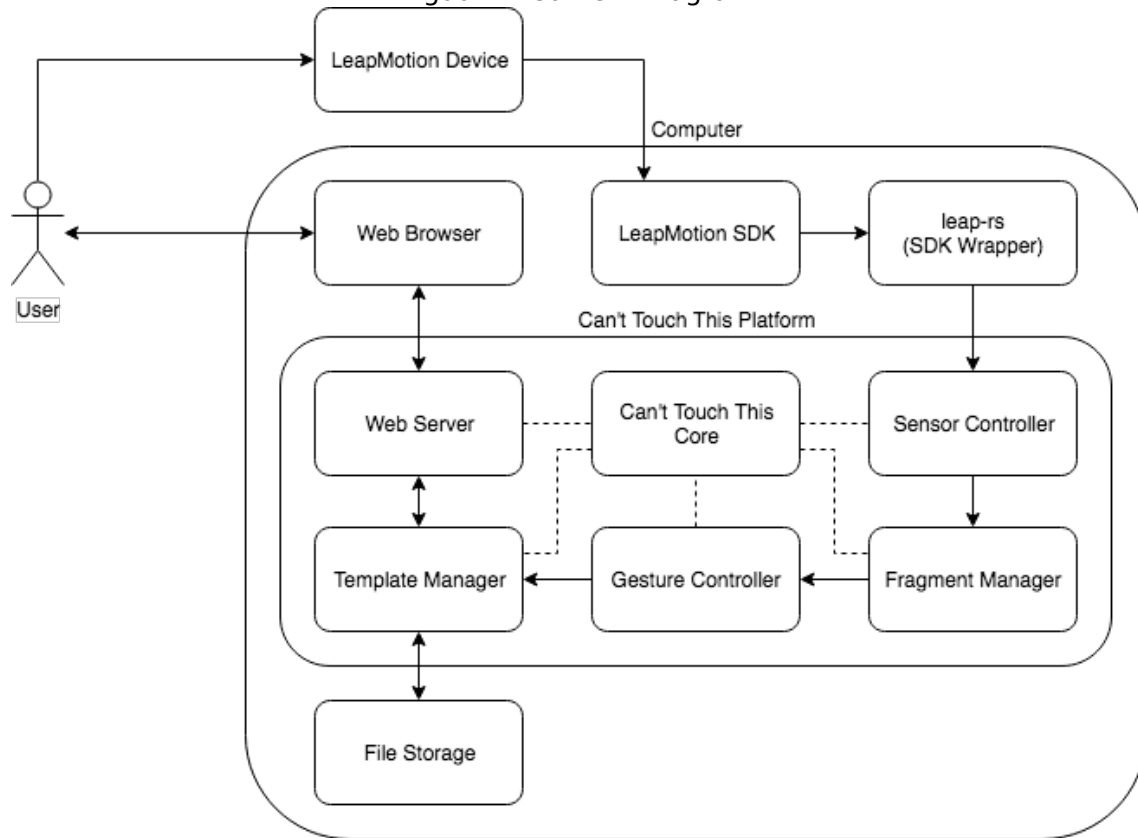 LeapMotion Device
Computer
Web Browser
LeapMotion SDK
leap-rs
(SDK Wrapper)
User
Can't Touch This Platform
Web Server
Can't Touch This
Core
Sensor Controller
Template Manager
Gesture Controller
Fragment Manager
File Storage